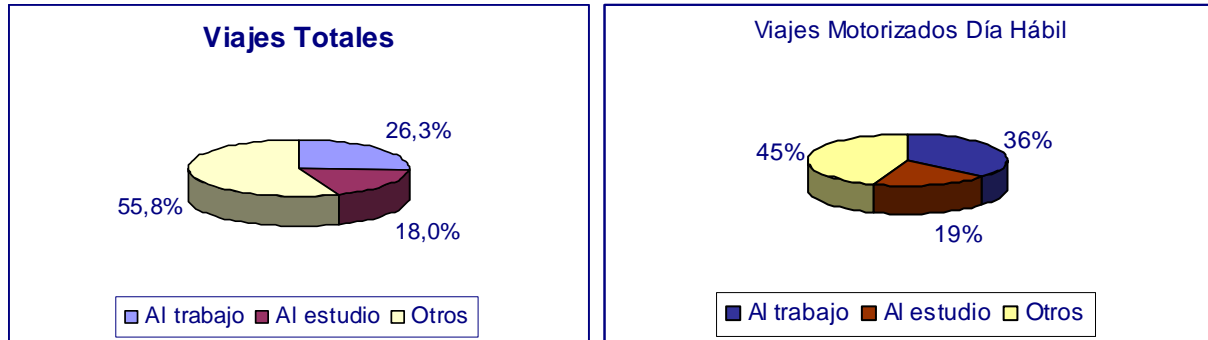 Viajes Totales
26,3%
55,8%
18,0%
Al trabajo Al estudio Otros
Viajes Motorizados Día Hábil
45%
36%
19%
Al trabajo Al estudio Otros